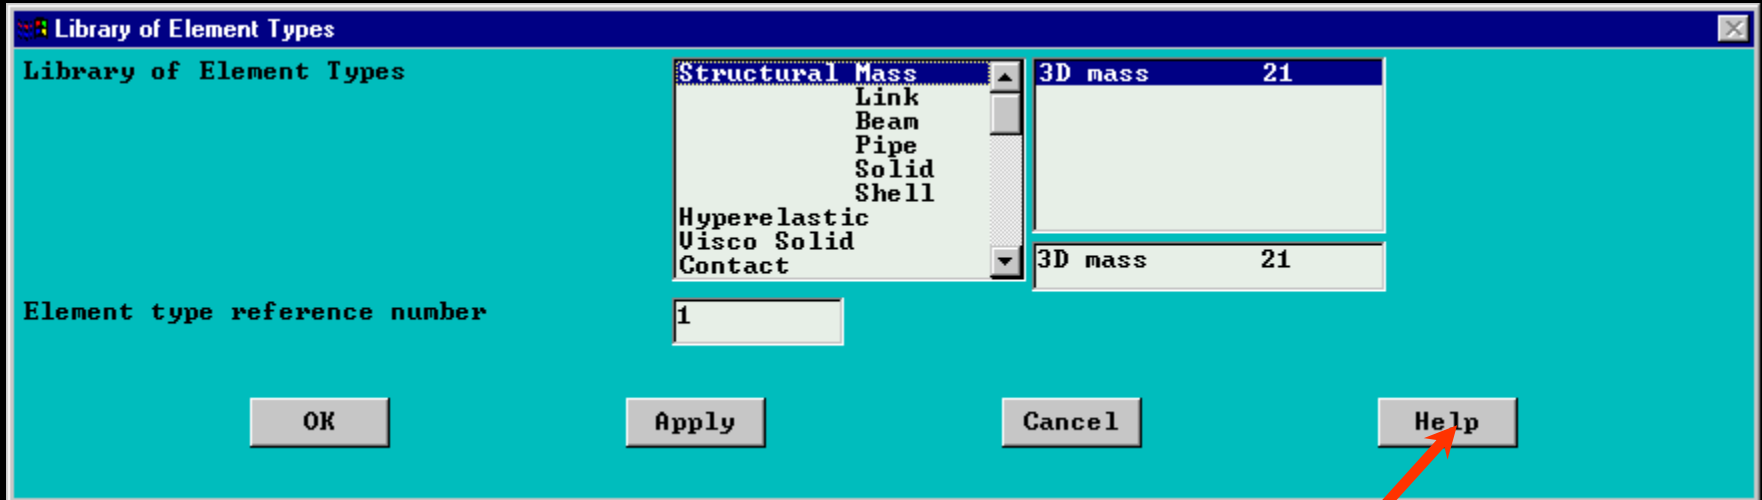 Library of Element Types
Library of Element Types
Structural Mass
Link
Beam
Pipe
Solid
Shell
Hyperelastic
Visco Solid
Contact
3D mass 21
3D mass 21
Element type reference number
1
OK
Apply
Cancel
Help